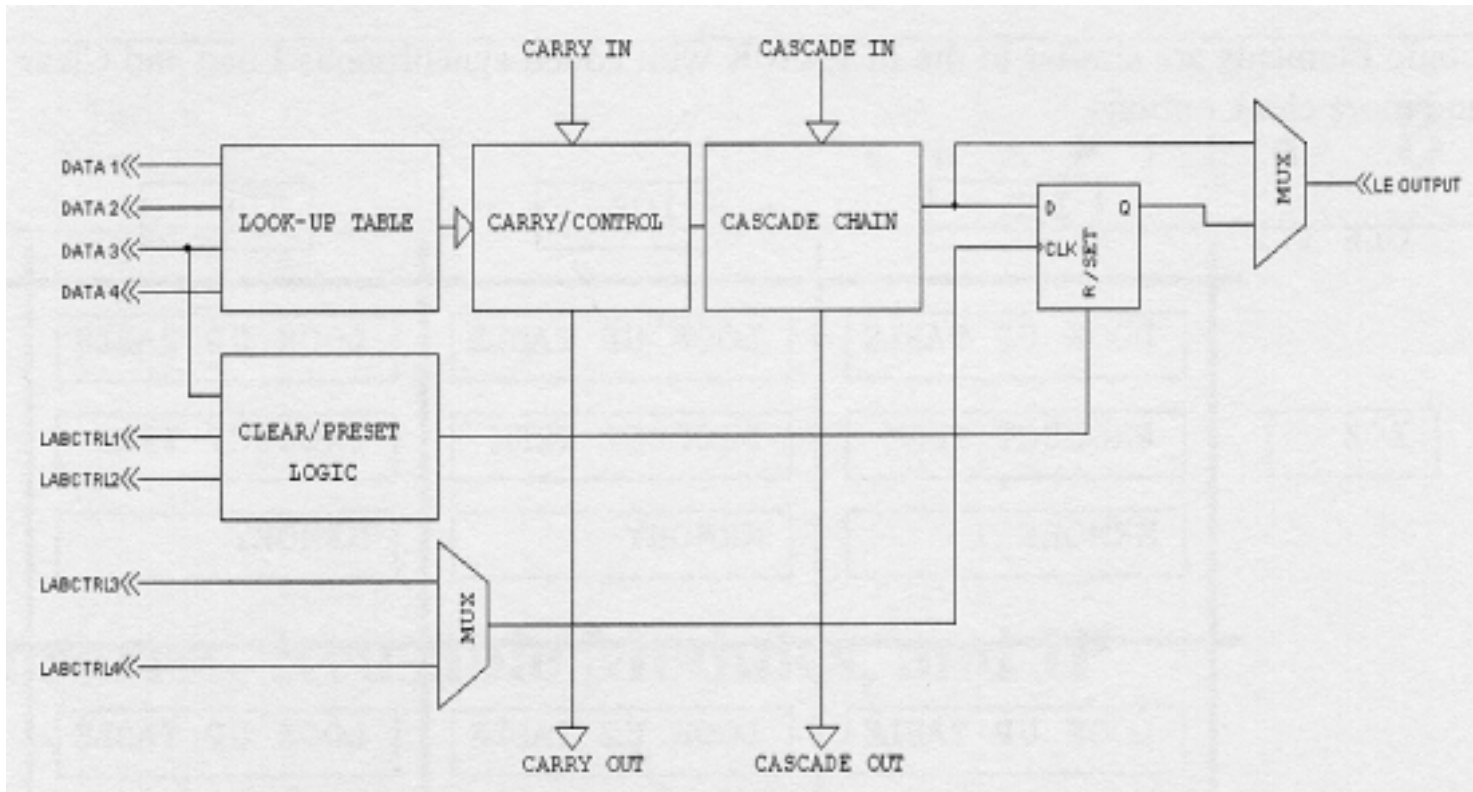 CARRY IN
CASCADE IN
DATA 1
DATA 2
DATA 3
DATA 4
LOOK-UP TABLE
CARRY/CONTROL
CASCADE CHAIN
D
Q
CLK
R/SET
MUX
LE OUTPUT
LABCTRL1
LABCTRL2
CLEAR/PRESET
LOGIC
LABCTRL3
LABCTRL4
MUX
CARRY OUT
CASCADE OUT